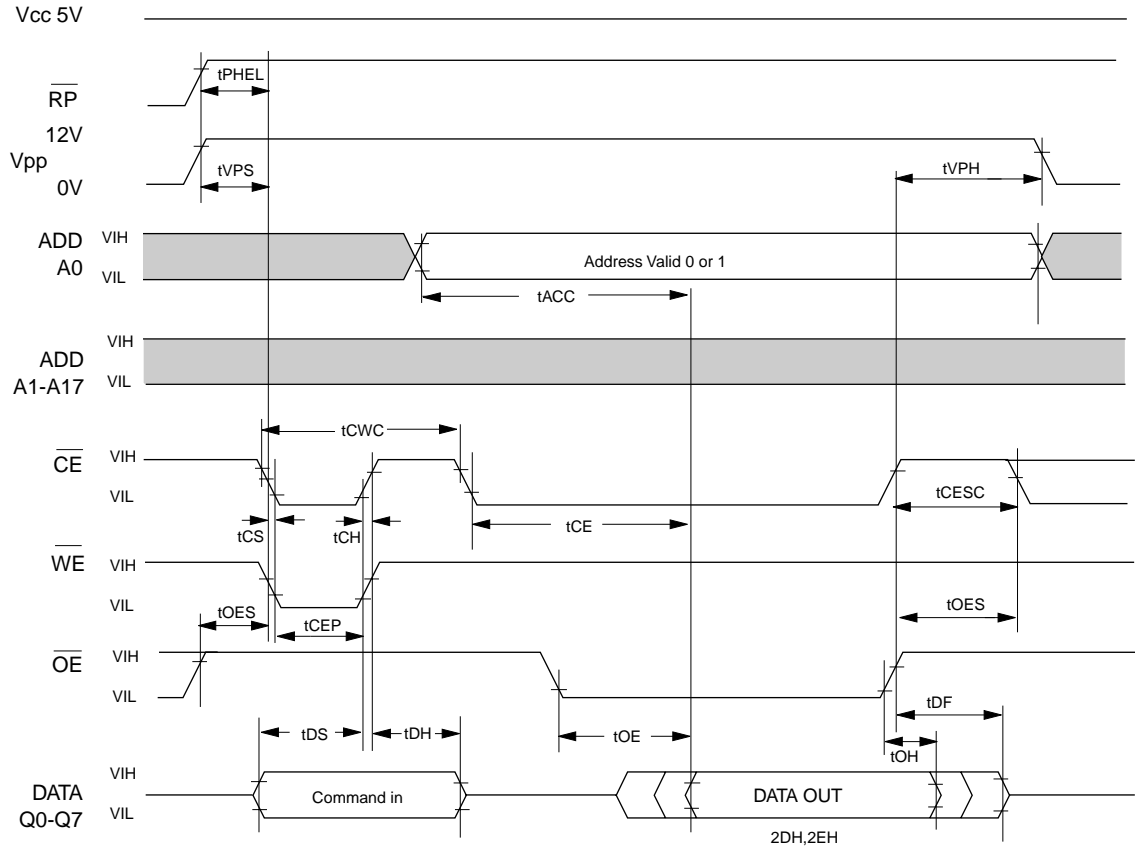 Vcc 5V
tPHEL
RP
12V
Vpp
tVPS
tVPH
0V
ADD
VIH
A0
Address Valid 0 or 1
VIL
tACC
VIH
ADD
A1-A17
VIL
tCWC
VIH
CE
VIL
tCESC
tCE
tCS
tCH
WE
VIH
VIL
tOES
tOES
tCEP
OE
VIH
VIL
tDF
tDS
tDH
tOE
tOH
VIH
DATA
Command in
DATA OUT
Q0-Q7
VIL
2DH,2EH